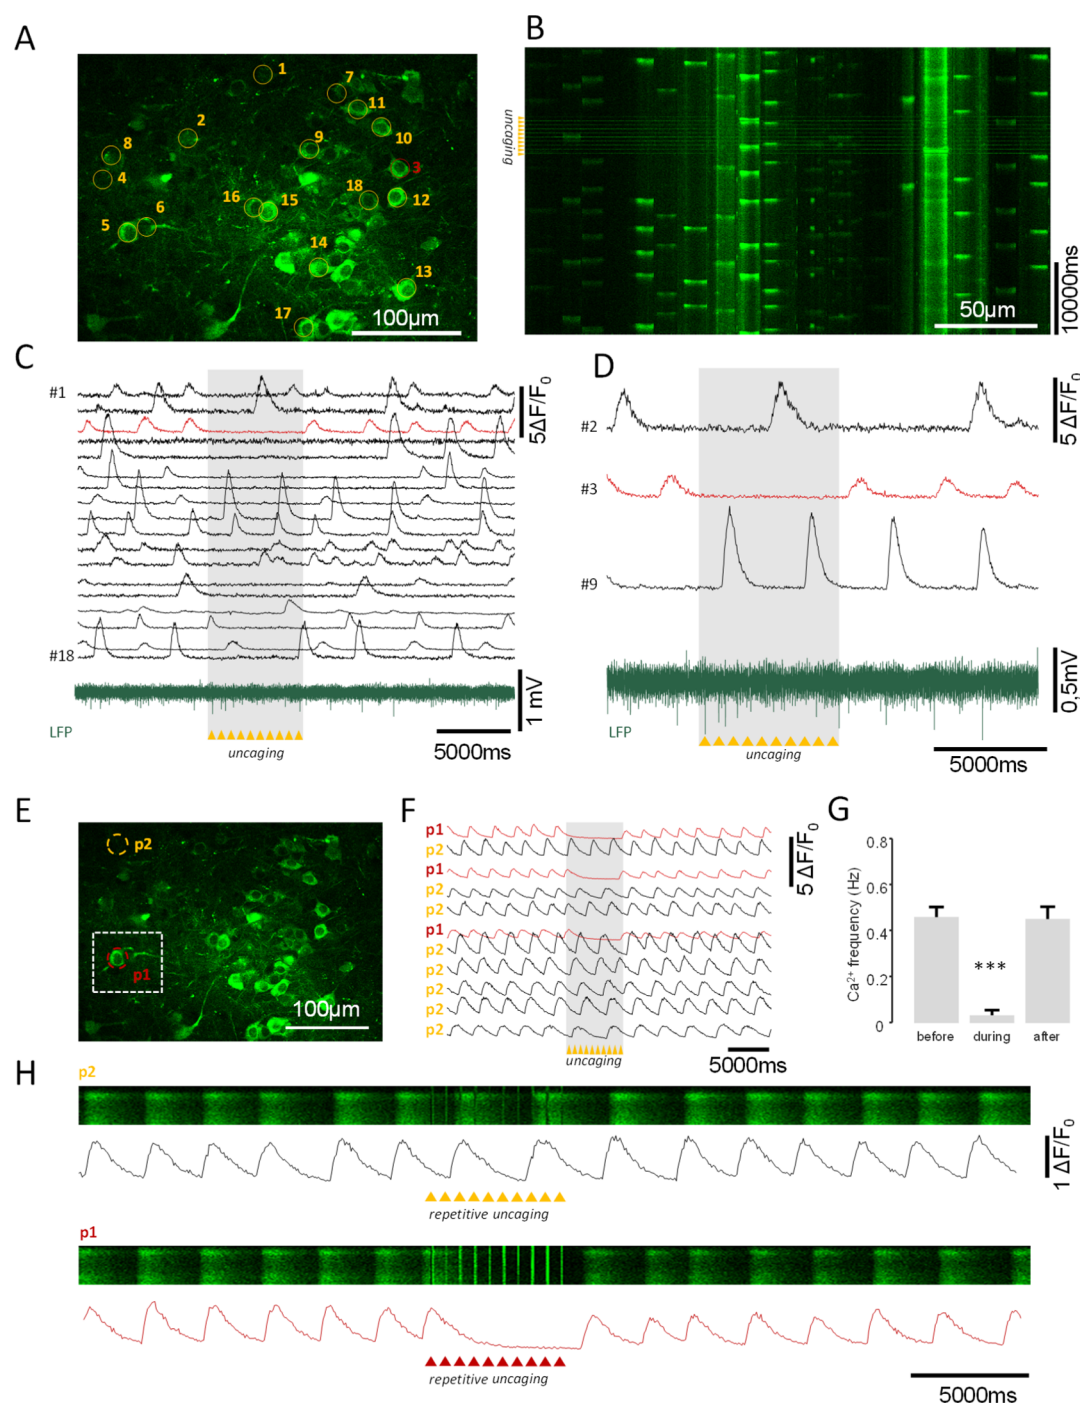 A
1
7
11
2
10
9
8
3
4
18
16
15
12
6
5
14
13
17
100µm
B
uncaging
50µm
10000ms
C
#1
5ΔF/F0
#18
LFP
1 mV
uncaging
5000ms
D
#2
5 ΔF/F0
#3
#9
LFP
0,5mV
uncaging
5000ms
E
p2
p1
100µm
F
p1
p2
p1
p2
p2
p1
p2
p2
p2
p2
p2
5 ΔF/F0
uncaging
5000ms
G
Ca2+ frequency (Hz)
0.8
0.6
0.4
0.2
0
***
before during after
H
p2
1 ΔF/F0
repetitive uncaging
p1
repetitive uncaging
5000ms